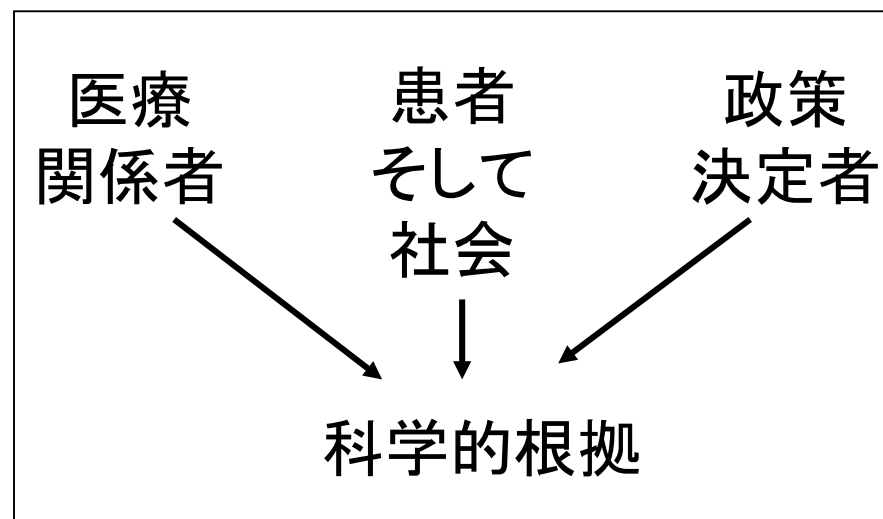 医療
関係者
患者
そして
社会
政策
決定者
科学的根拠